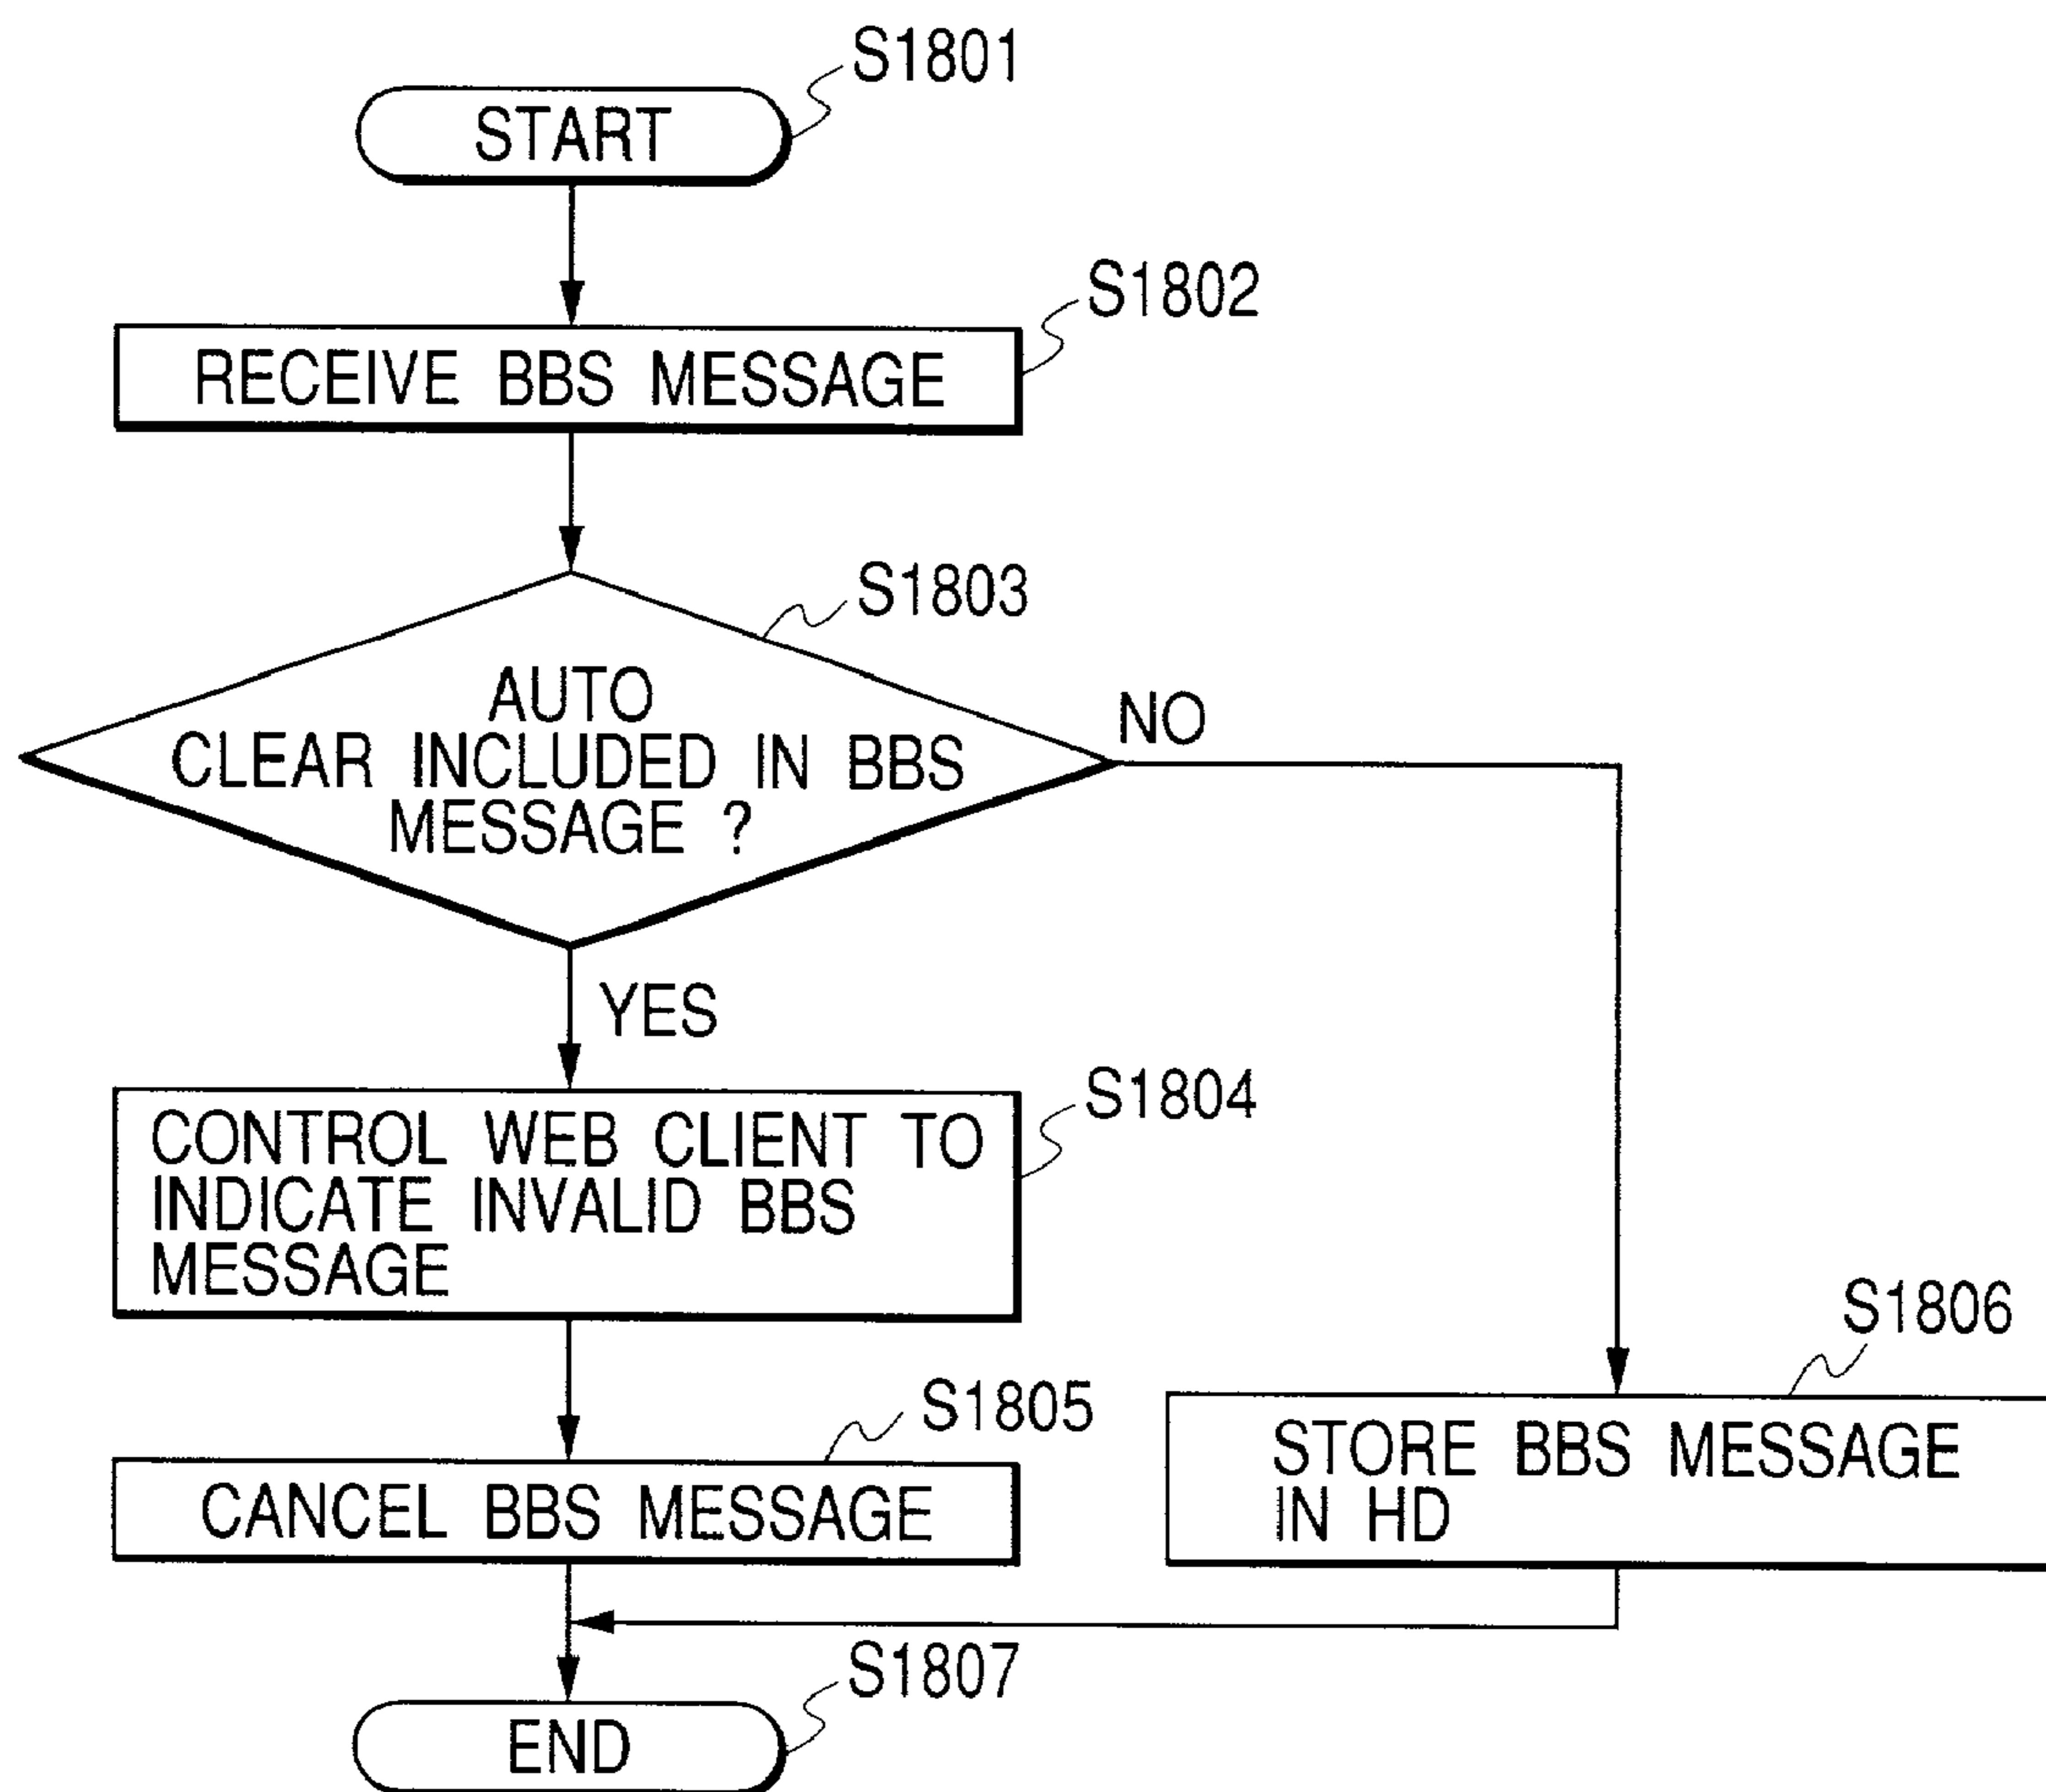 S1801
START
S1802
RECEIVE BBS MESSAGE
S1803
AUTO
CLEAR INCLUDED IN BBS
MESSAGE ?
NO
YES
S1804
CONTROL WEB CLIENT TO
INDICATE INVALID BBS
MESSAGE
S1806
STORE BBS MESSAGE
IN HD
S1805
CANCEL BBS MESSAGE
S1807
END